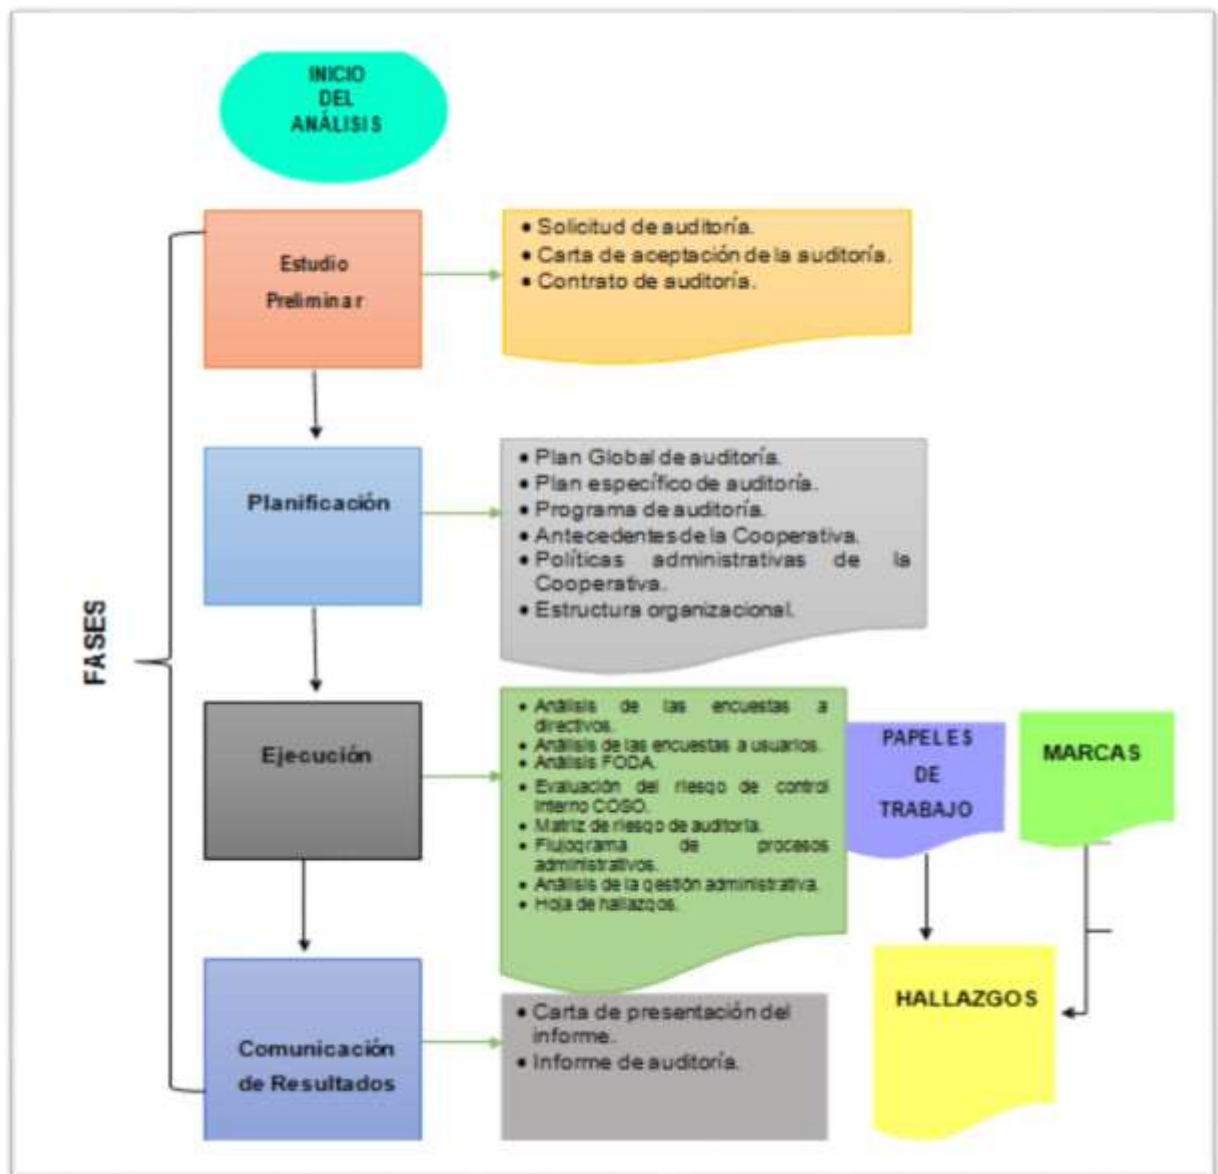 INICIO
DEL
ANÁLISIS
FASES
Estudio
Preliminar
• Solicitud de auditoría.
• Carta de aceptación de la auditoría.
• Contrato de auditoría.
Planificación
• Plan Global de auditoría.
• Plan específico de auditoría.
• Programa de auditoría.
• Antecedentes de la Cooperativa.
• Políticas administrativas de la
Cooperativa.
• Estructura organizacional.
Ejecución
• Análisis de las encuestas a
directivos.
• Análisis de las encuestas a usuarios.
• Análisis FODA.
• Evaluación del riesgo de control
interno COSO.
• Matriz de riesgo de auditoría.
• Flujograma de procesos
administrativos.
• Análisis de la gestión administrativa.
• Hoja de hallazgos.
PAPELES
DE
TRABAJO
MARCAS
HALLAZGOS
Comunicación
de Resultados
• Carta de presentación del
informe.
• Informe de auditoría.